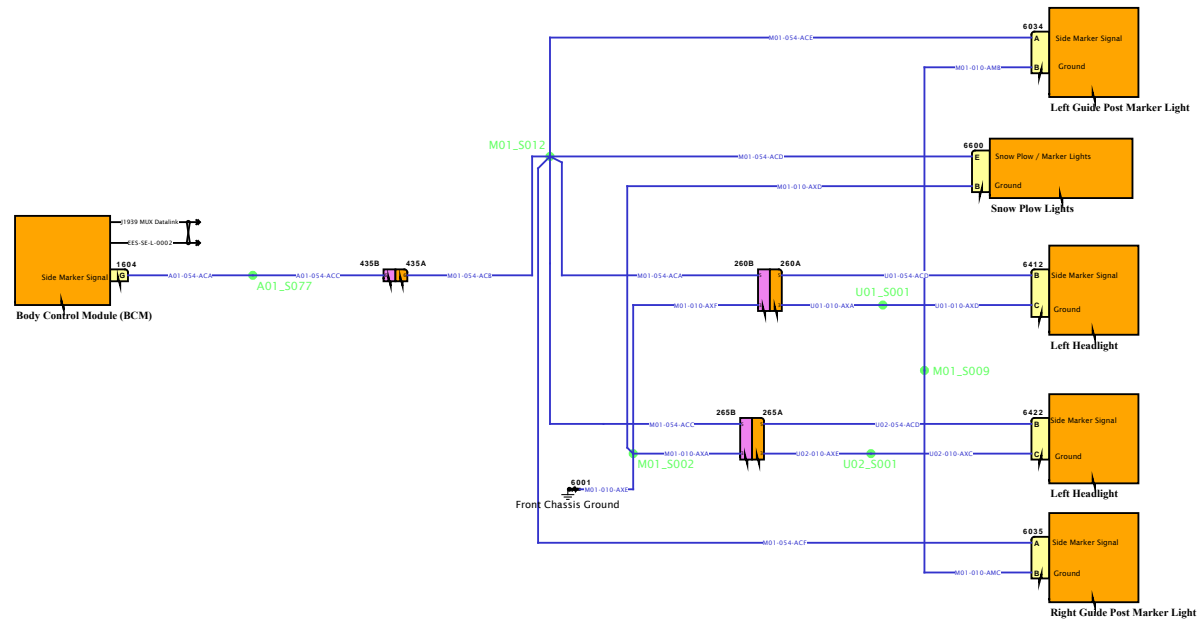 6034
M01-054-ACE
A
Side Marker Signal
M01-010-AMB
B
Ground
Left Guide Post Marker Light
M01_S012
6600
M01-054-ACD
E
Snow Plow / Marker Lights
M01-010-AXD
B
Ground
Snow Plow Lights
J1939 MUX Datalink
EES-SE-L-0002
1604
435B
435A
Side Marker Signal
G
A01-054-ACA
A01-054-ACC
M01-054-ACB
A01_S077
Body Control Module (BCM)
260B
260A
6412
M01-054-ACA
S
S
U01-054-ACD
B
Side Marker Signal
U01_S001
M01-010-AXF
U01-010-AXA
U01-010-AXD
C
Ground
Left Headlight
M01_S009
265B
265A
6422
M01-054-ACC
S
S
U02-054-ACD
B
Side Marker Signal
M01-010-AXA
U02-010-AXE
U02-010-AXC
C
Ground
M01_S002
U02_S001
6001
M01-010-AXE
Left Headlight
Front Chassis Ground
6035
M01-054-ACF
A
Side Marker Signal
M01-010-AMC
B
Ground
Right Guide Post Marker Light